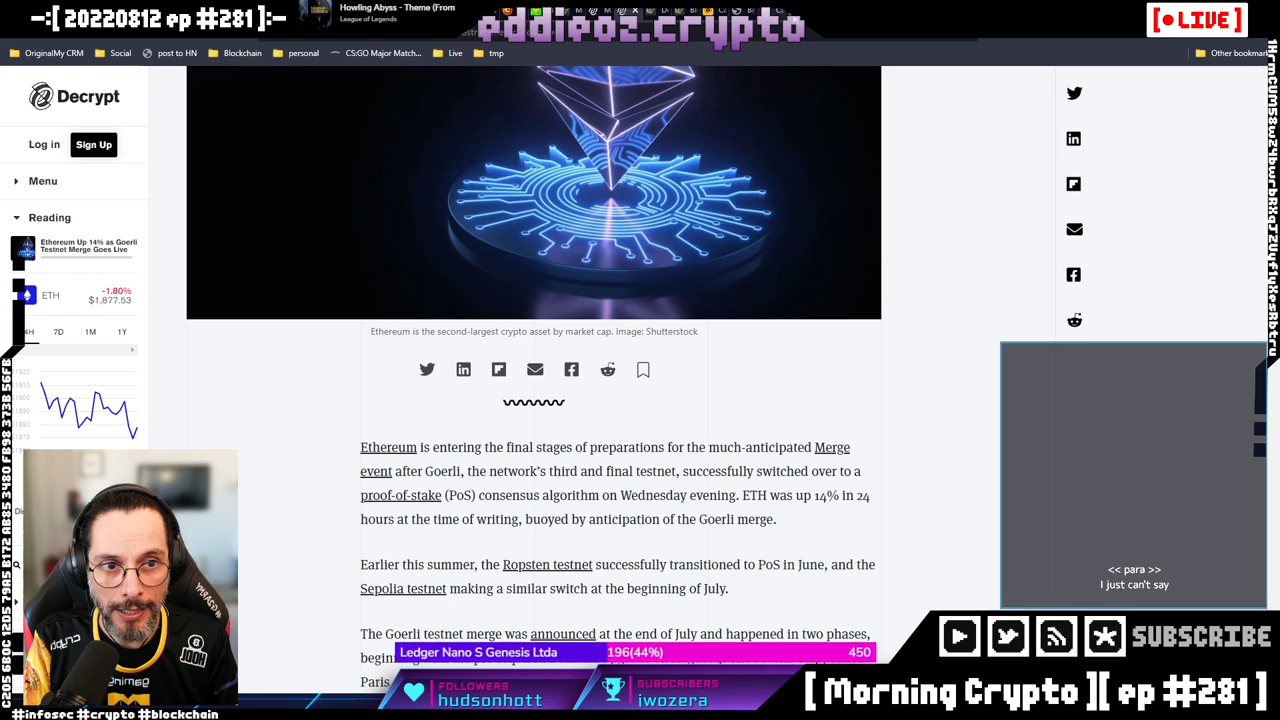 -:[ 20220812 ep #281]:-
Howling Abyss - Theme (From
League of Legends
eddieoz.crypto
[● LIVE]
OriginalMy CRM
Social
post to HN
Blockchain
personal
CS:GO Major Match...
Live
tmp
Other bookmar
Decrypt
Log in
Sign Up
Menu
Reading
Ethereum Up 14% as Goerli
Testnet Merge Goes Live
ETH
-1.80%
$1,877.53
7D
1M
1Y
1920
1910
1900
1890
1880
1870
Ethereum is the second-largest crypto asset by market cap. Image: Shutterstock
Ethereum is entering the final stages of preparations for the much-anticipated Merge
event after Goerli, the network's third and final testnet, successfully switched over to a
proof-of-stake (PoS) consensus algorithm on Wednesday evening. ETH was up 14% in 24
hours at the time of writing, buoyed by anticipation of the Goerli merge.
Earlier this summer, the Ropsten testnet successfully transitioned to PoS in June, and the
Sepolia testnet making a similar switch at the beginning of July.
The Goerli testnet merge was announced at the end of July and happened in two phases,
Paris
<< para >>
I just can't say
Ledger Nano S Genesis Ltda
196(44%)
450
FOLLOWERS
hudsonhott
SUBSCRIBERS
iwozera
SUBSCRIBE
[ Morning Crypto ][ ep #281 ]
#infosec #crypto #blockchain